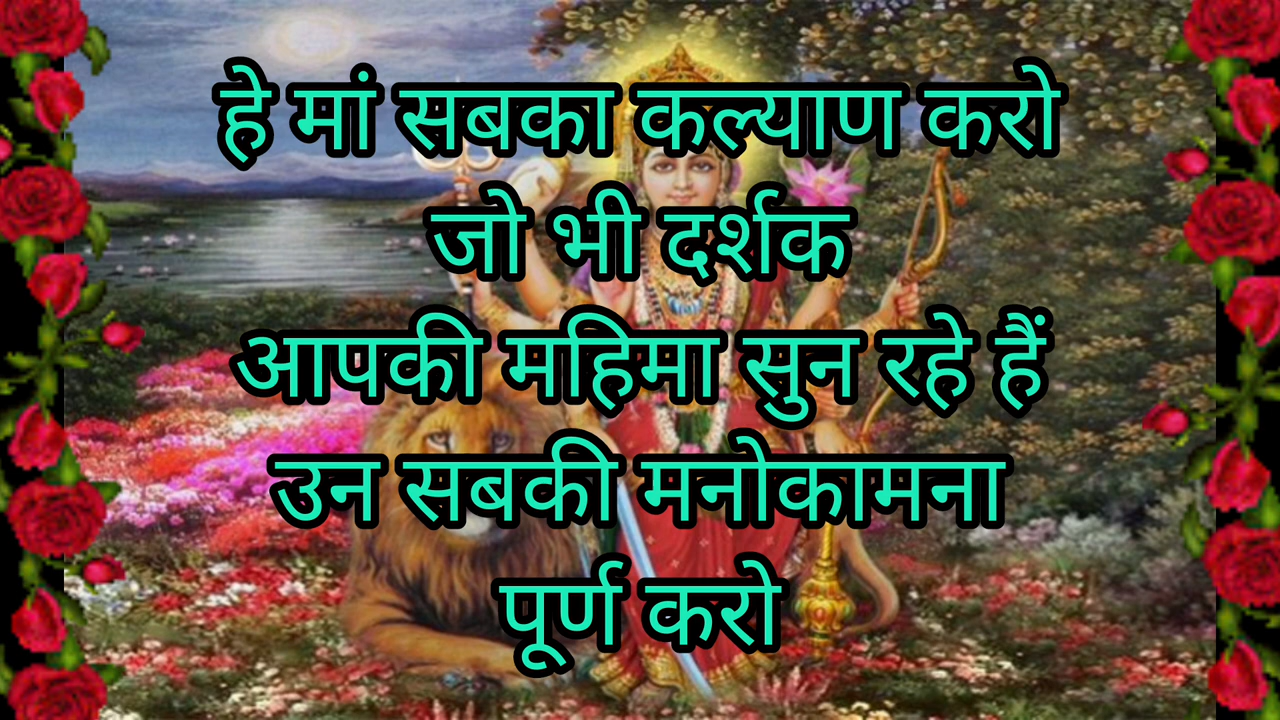 हे मां सबका कल्याण करो
जो भी दर्शक
आपकी महिमा सुन रहे हैं
उन सबकी मनोकामना
पूर्ण करो